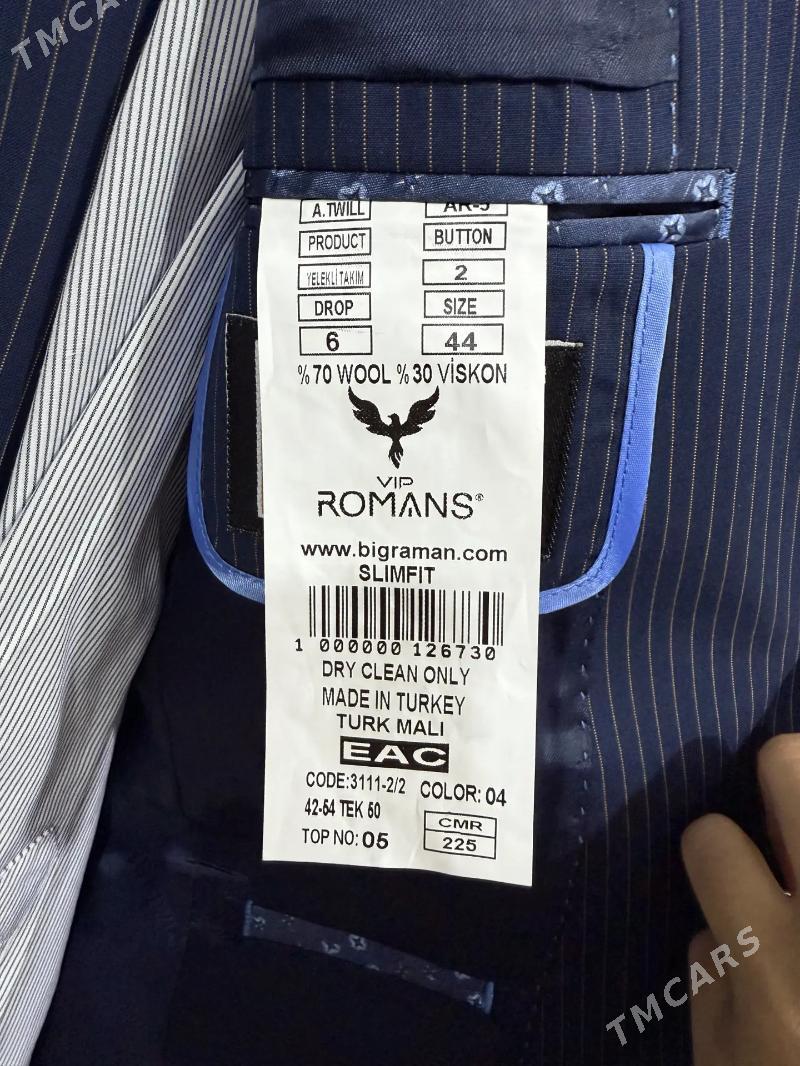 TMCARS
A.TWILL AR-5
PRODUCT BUTTON
YELEKLİ TAKIM 2
DROP SIZE
6 44
%70 WOOL %30 VİSKON
VIP
ROMANS®
www.bigraman.com
SLIMFIT
1 000000 126730
DRY CLEAN ONLY
MADE IN TURKEY
TURK MALI
EAC
CODE:3111-2/2 COLOR: 04
42-54 TEK 50 CMR
TOP NO: 05 225
TMCARS